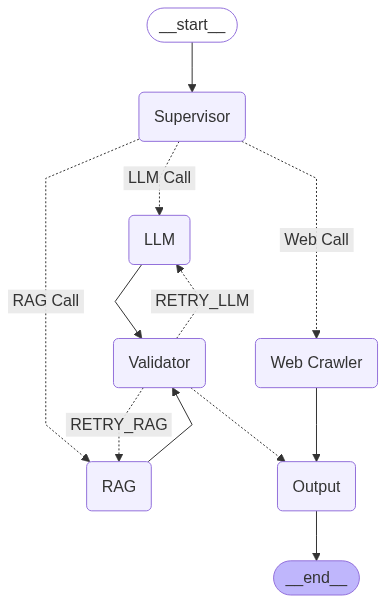 __start__
Supervisor
LLM Call
LLM
Web Call
RAG Call
RETRY_LLM
Validator
Web Crawler
RETRY_RAG
RAG
Output
__end__